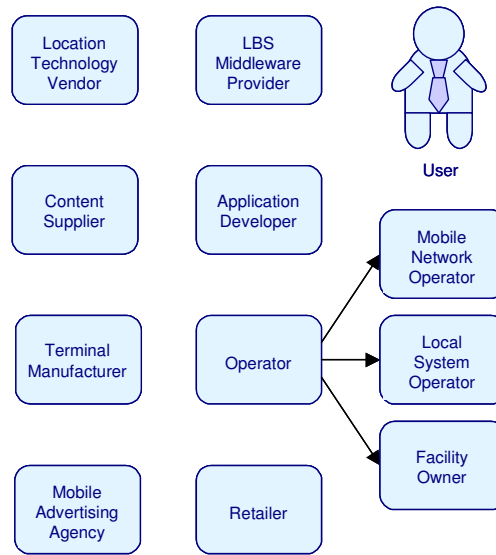 Location
Technology
Vendor
LBS
Middleware
Provider
User
Content
Supplier
Application
Developer
Mobile
Network
Operator
Terminal
Manufacturer
Operator
Local
System
Operator
Facility
Owner
Mobile
Advertising
Agency
Retailer